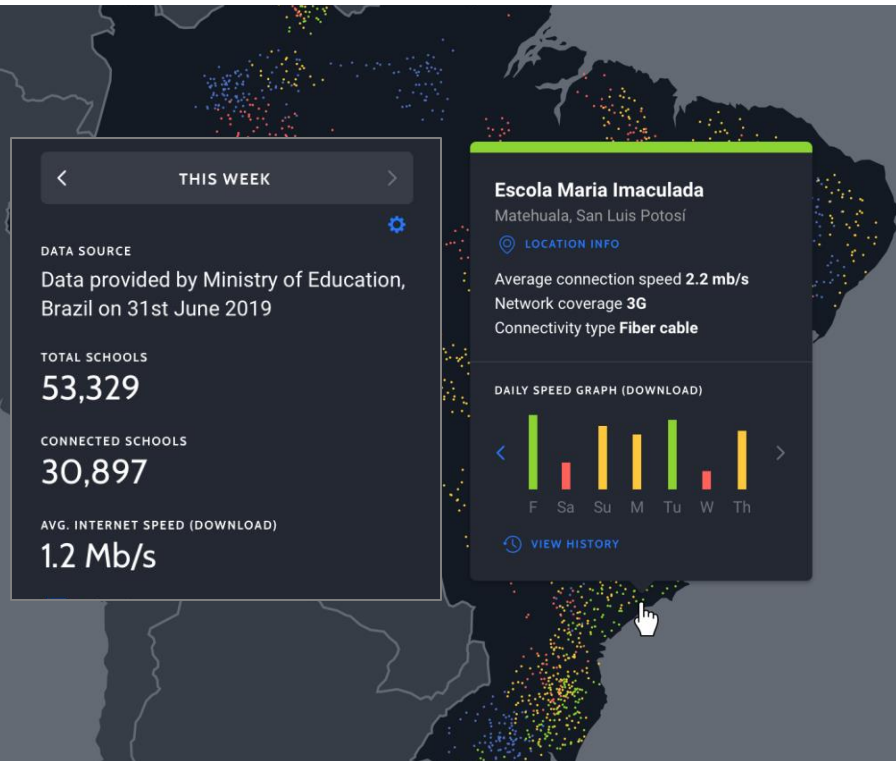 THIS WEEK
DATA SOURCE
Data provided by Ministry of Education,
Brazil on 31st June 2019
TOTAL SCHOOLS
53,329
CONNECTED SCHOOLS
30,897
AVG. INTERNET SPEED (DOWNLOAD)
1.2 Mb/s
Escola Maria Imaculada
Matehuala, San Luis Potosí
LOCATION INFO
Average connection speed 2.2 mb/s
Network coverage 3G
Connectivity type Fiber cable
DAILY SPEED GRAPH (DOWNLOAD)
F Sa Su M Tu W Th
VIEW HISTORY